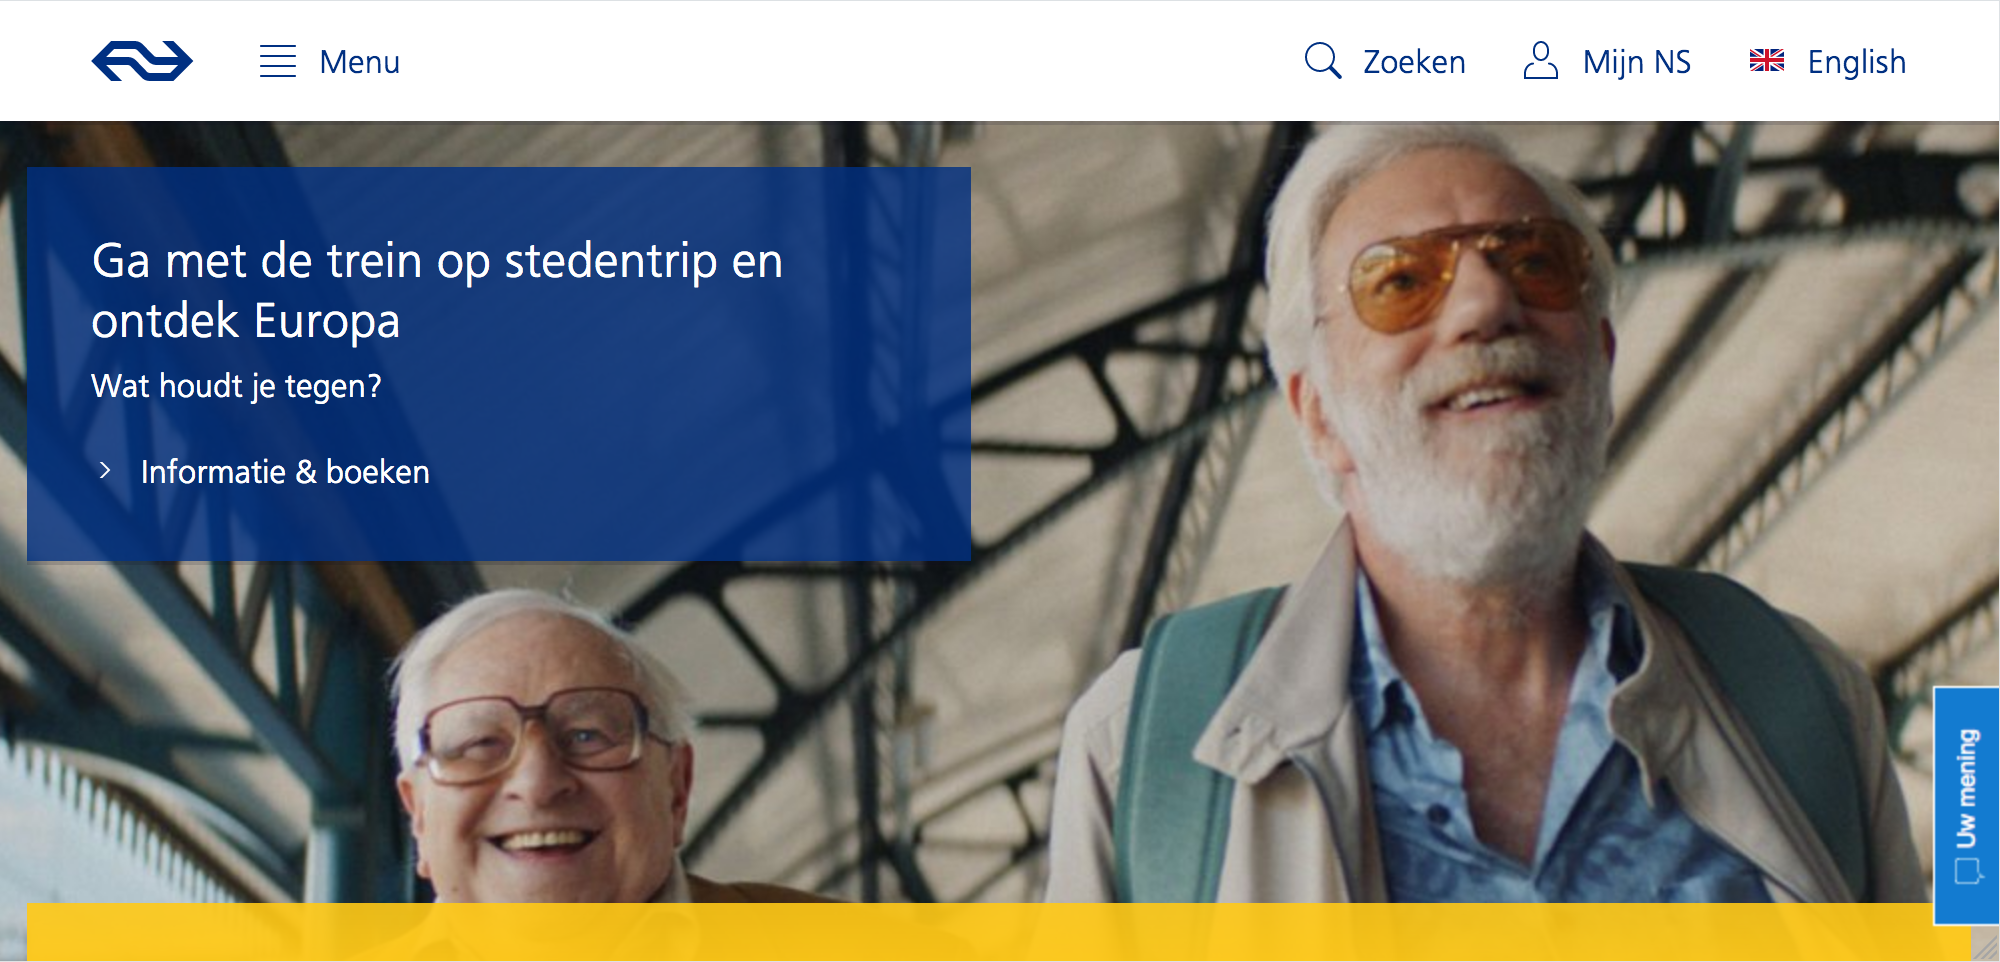 Menu
Zoeken
Mijn NS
English
Ga met de trein op stedentrip en
ontdek Europa
Wat houdt je tegen?
Informatie & boeken
Uw mening